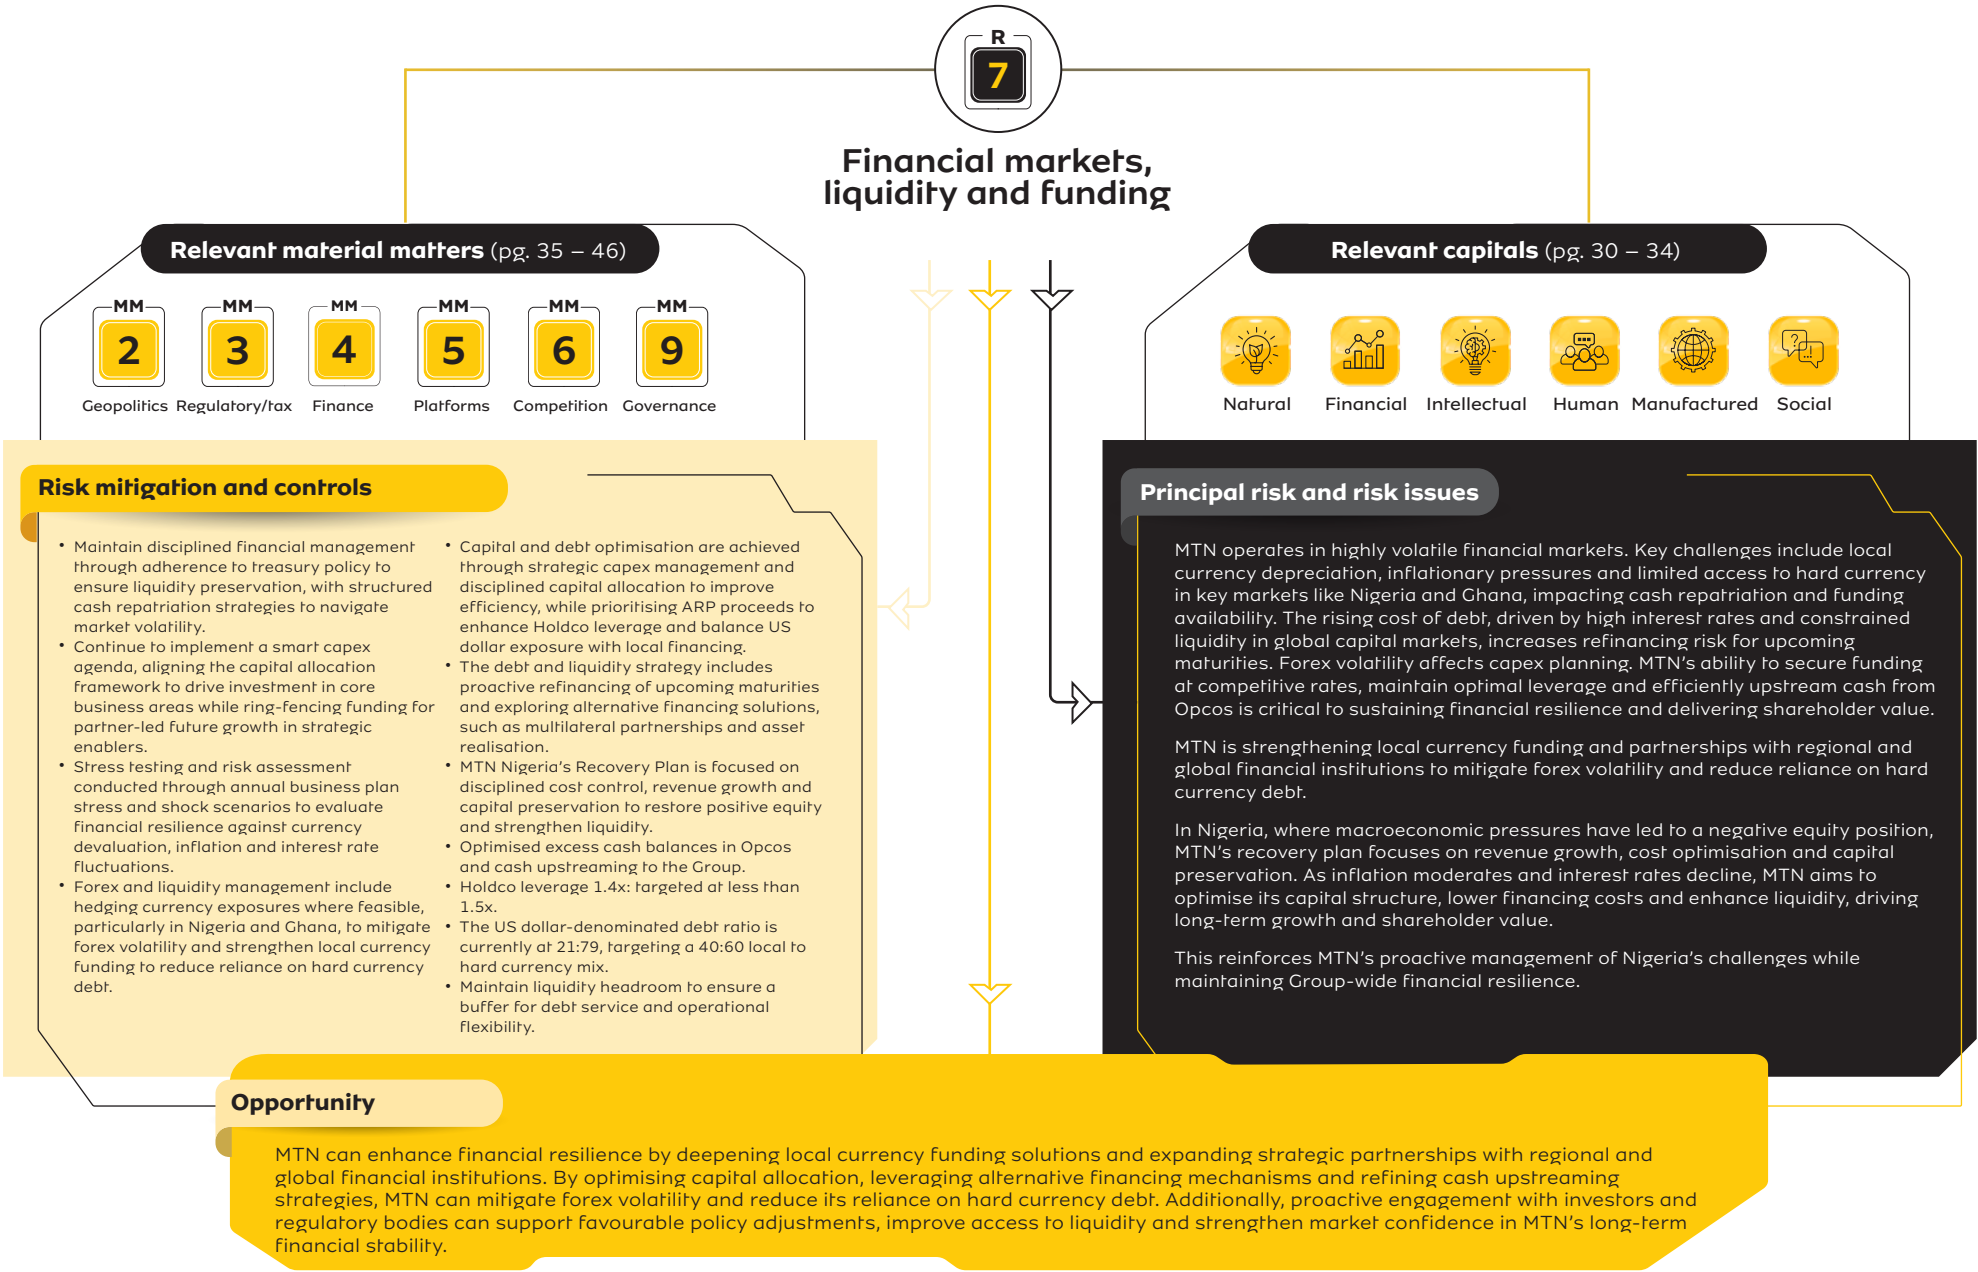 R
7
Financial markets,
liquidity and funding
Relevant material matters (pg. 35 – 46)
MM
2
Geopolitics
MM
3
Regulatory/tax
MM
4
Finance
MM
5
Platforms
MM
6
Competition
MM
9
Governance
Relevant capitals (pg. 30 – 34)
Natural
Financial
Intellectual
Human
Manufactured
Social
Risk mitigation and controls
• Maintain disciplined financial management
through adherence to treasury policy to
ensure liquidity preservation, with structured
cash repatriation strategies to navigate
market volatility.
• Continue to implement a smart capex
agenda, aligning the capital allocation
framework to drive investment in core
business areas while ring-fencing funding for
partner-led future growth in strategic
enablers.
• Stress testing and risk assessment
conducted through annual business plan
stress and shock scenarios to evaluate
financial resilience against currency
devaluation, inflation and interest rate
fluctuations.
• Forex and liquidity management include
hedging currency exposures where feasible,
particularly in Nigeria and Ghana, to mitigate
forex volatility and strengthen local currency
funding to reduce reliance on hard currency
debt.
• Capital and debt optimisation are achieved
through strategic capex management and
disciplined capital allocation to improve
efficiency, while prioritising ARP proceeds to
enhance Holdco leverage and balance US
dollar exposure with local financing.
• The debt and liquidity strategy includes
proactive refinancing of upcoming maturities
and exploring alternative financing solutions,
such as multilateral partnerships and asset
realisation.
• MTN Nigeria's Recovery Plan is focused on
disciplined cost control, revenue growth and
capital preservation to restore positive equity
and strengthen liquidity.
• Optimised excess cash balances in Opcos
and cash upstreaming to the Group.
• Holdco leverage 1.4x: targeted at less than
1.5x.
• The US dollar-denominated debt ratio is
currently at 21:79, targeting a 40:60 local to
hard currency mix.
• Maintain liquidity headroom to ensure a
buffer for debt service and operational
flexibility.
Principal risk and risk issues
MTN operates in highly volatile financial markets. Key challenges include local
currency depreciation, inflationary pressures and limited access to hard currency
in key markets like Nigeria and Ghana, impacting cash repatriation and funding
availability. The rising cost of debt, driven by high interest rates and constrained
liquidity in global capital markets, increases refinancing risk for upcoming
maturities. Forex volatility affects capex planning. MTN's ability to secure funding
at competitive rates, maintain optimal leverage and efficiently upstream cash from
Opcos is critical to sustaining financial resilience and delivering shareholder value.
MTN is strengthening local currency funding and partnerships with regional and
global financial institutions to mitigate forex volatility and reduce reliance on hard
currency debt.
In Nigeria, where macroeconomic pressures have led to a negative equity position,
MTN's recovery plan focuses on revenue growth, cost optimisation and capital
preservation. As inflation moderates and interest rates decline, MTN aims to
optimise its capital structure, lower financing costs and enhance liquidity, driving
long-term growth and shareholder value.
This reinforces MTN's proactive management of Nigeria's challenges while
maintaining Group-wide financial resilience.
Opportunity
MTN can enhance financial resilience by deepening local currency funding solutions and expanding strategic partnerships with regional and
global financial institutions. By optimising capital allocation, leveraging alternative financing mechanisms and refining cash upstreaming
strategies, MTN can mitigate forex volatility and reduce its reliance on hard currency debt. Additionally, proactive engagement with investors and
regulatory bodies can support favourable policy adjustments, improve access to liquidity and strengthen market confidence in MTN's long-term
financial stability.